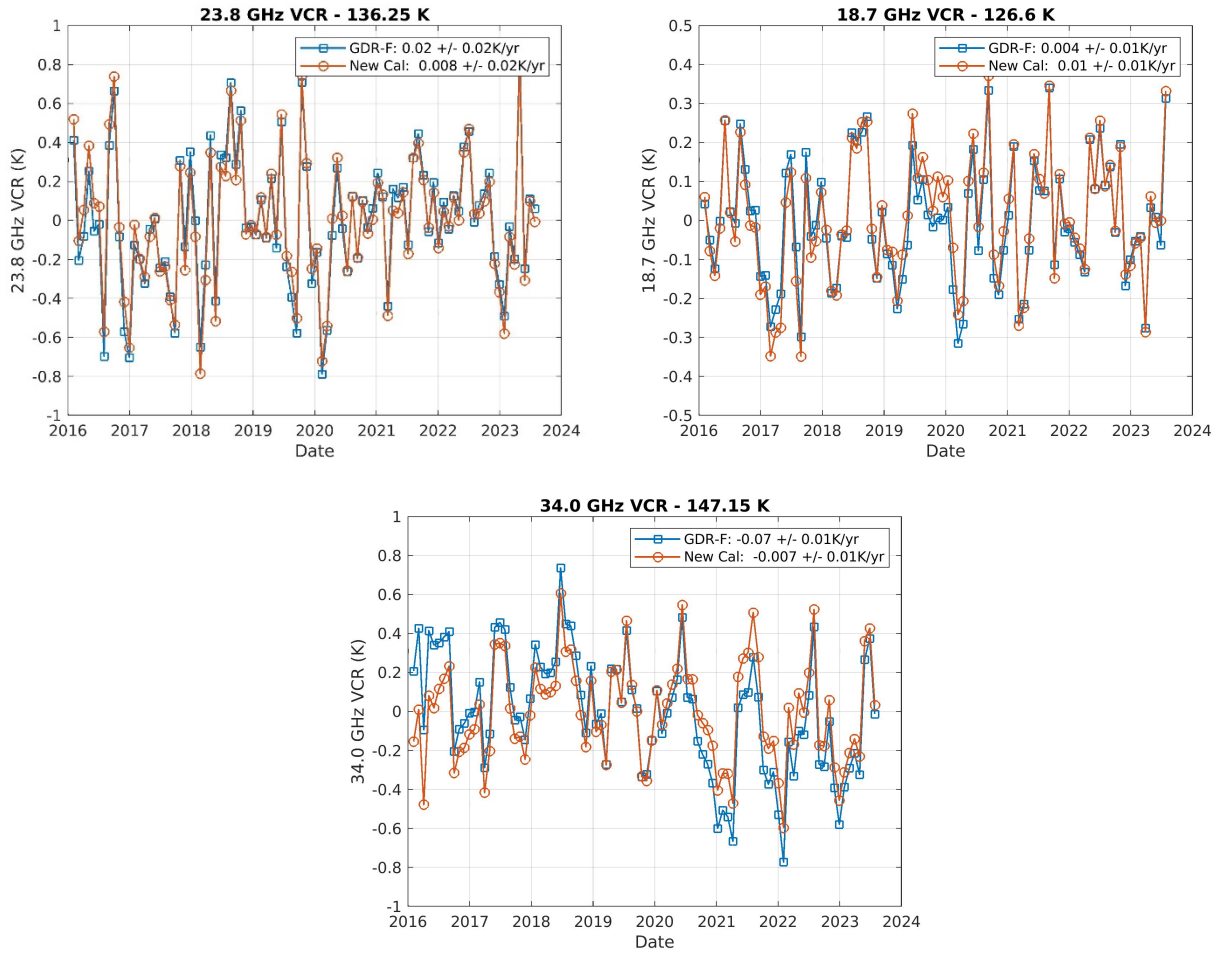 23.8 GHz VCR - 136.25 K
GDR-F: 0.02 +/- 0.02K/yr
New Cal:  0.008 +/- 0.02K/yr
23.8 GHz VCR (K)
1
0.8
0.6
0.4
0.2
0
-0.2
-0.4
-0.6
-0.8
-1
2016 2017 2018 2019 2020 2021 2022 2023 2024
Date
18.7 GHz VCR - 126.6 K
GDR-F: 0.004 +/- 0.01K/yr
New Cal:  0.01 +/- 0.01K/yr
18.7 GHz VCR (K)
0.5
0.4
0.3
0.2
0.1
0
-0.1
-0.2
-0.3
-0.4
-0.5
2016 2017 2018 2019 2020 2021 2022 2023 2024
Date
34.0 GHz VCR - 147.15 K
GDR-F: -0.07 +/- 0.01K/yr
New Cal:  -0.007 +/- 0.01K/yr
34.0 GHz VCR (K)
1
0.8
0.6
0.4
0.2
0
-0.2
-0.4
-0.6
-0.8
-1
2016 2017 2018 2019 2020 2021 2022 2023 2024
Date